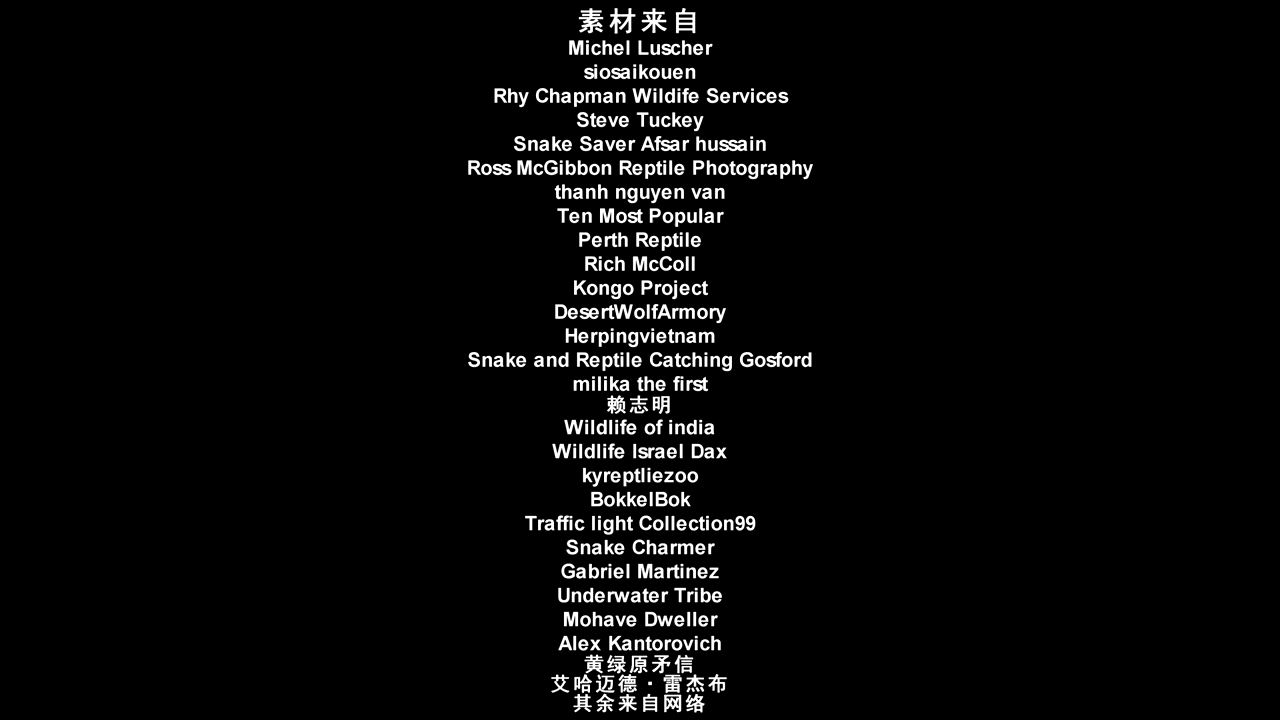 素材来自
Michel Luscher
siosaikouen
Rhy Chapman Wildife Services
Steve Tuckey
Snake Saver Afsar hussain
Ross McGibbon Reptile Photography
thanh nguyen van
Ten Most Popular
Perth Reptile
Rich McColl
Kongo Project
DesertWolfArmory
Herpingvietnam
Snake and Reptile Catching Gosford
milika the first
赖志明
Wildlife of india
Wildlife Israel Dax
kyreptliezoo
BokkelBok
Traffic light Collection99
Snake Charmer
Gabriel Martinez
Underwater Tribe
Mohave Dweller
Alex Kantorovich
黄绿原矛信
艾哈迈德·雷杰布
其余来自网络